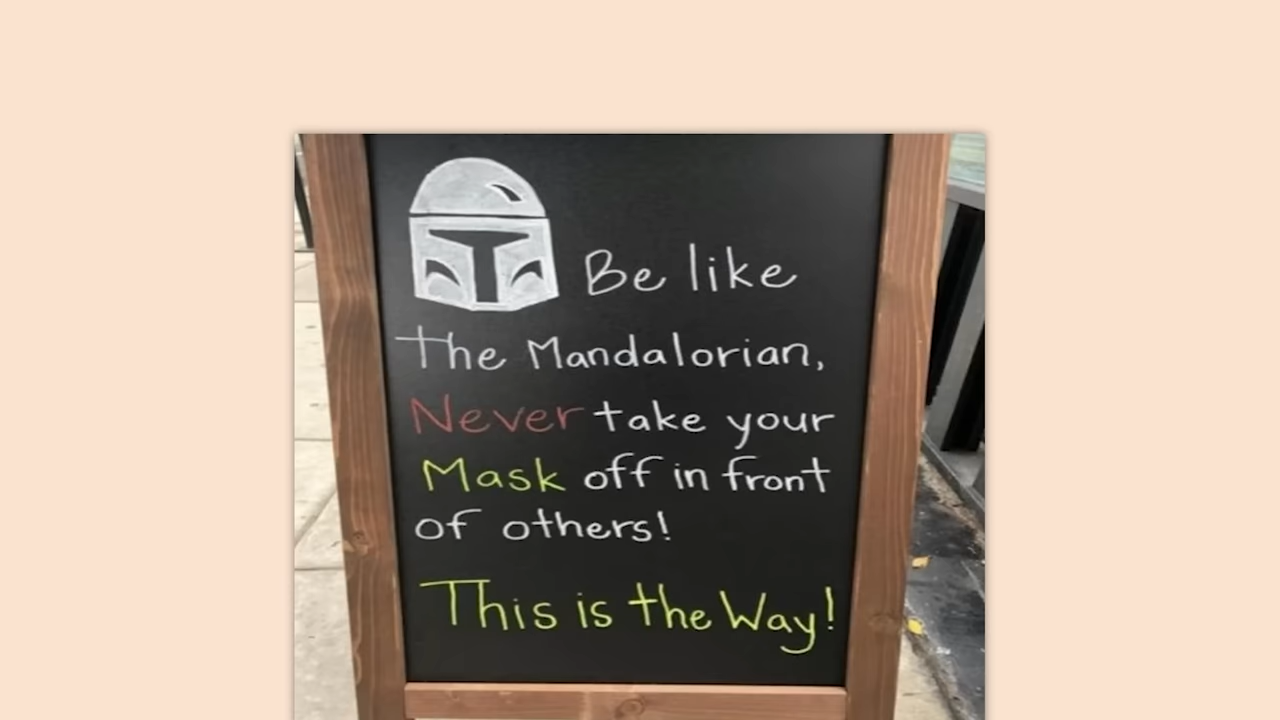 Be like
the Mandalorian,
Never take your
Mask off in front
of others!
This is the Way!